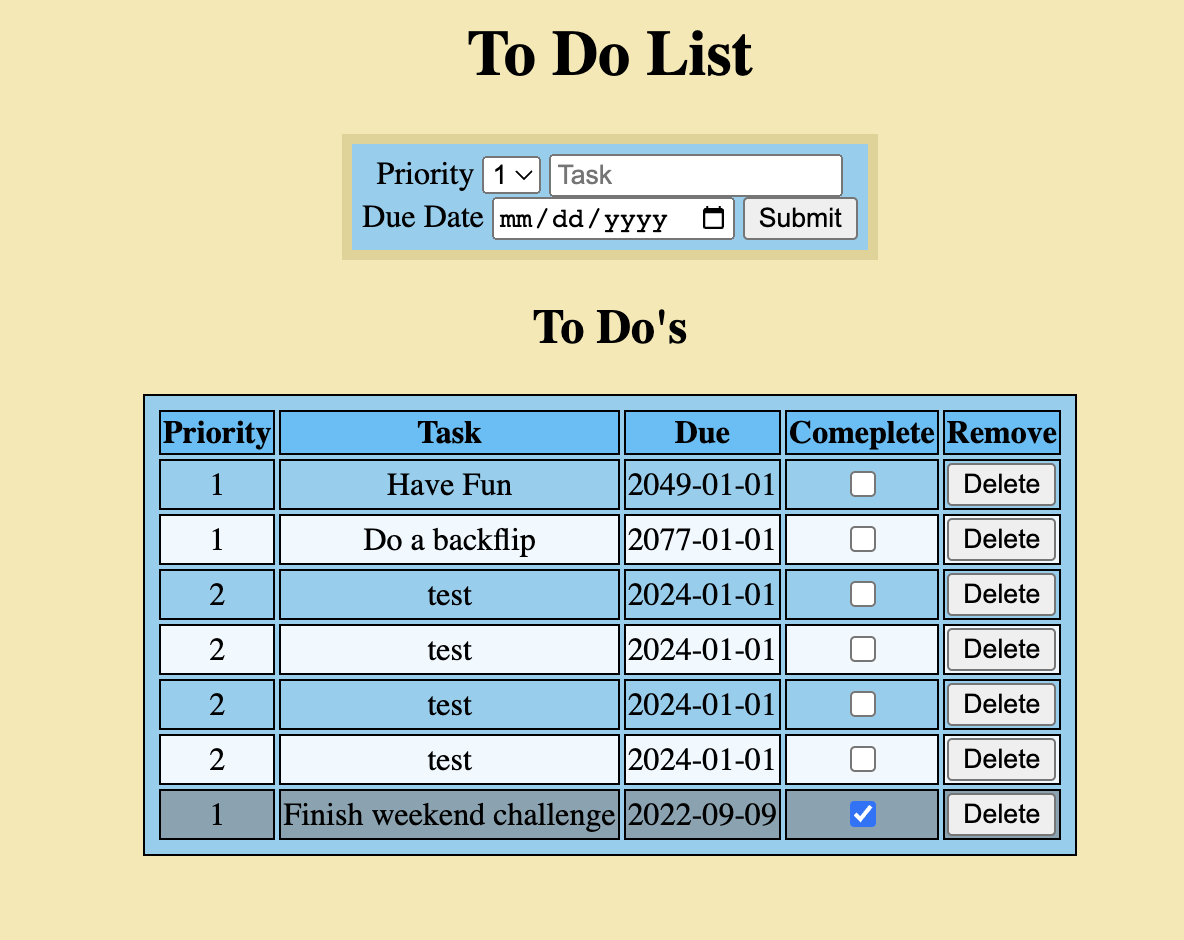 To Do List
Priority 1 Task
Due Date mm/dd/yyyy Submit
To Do's
Priority Task Due Comeplete Remove
1 Have Fun 2049-01-01 Delete
1 Do a backflip 2077-01-01 Delete
2 test 2024-01-01 Delete
2 test 2024-01-01 Delete
2 test 2024-01-01 Delete
2 test 2024-01-01 Delete
1 Finish weekend challenge 2022-09-09 Delete